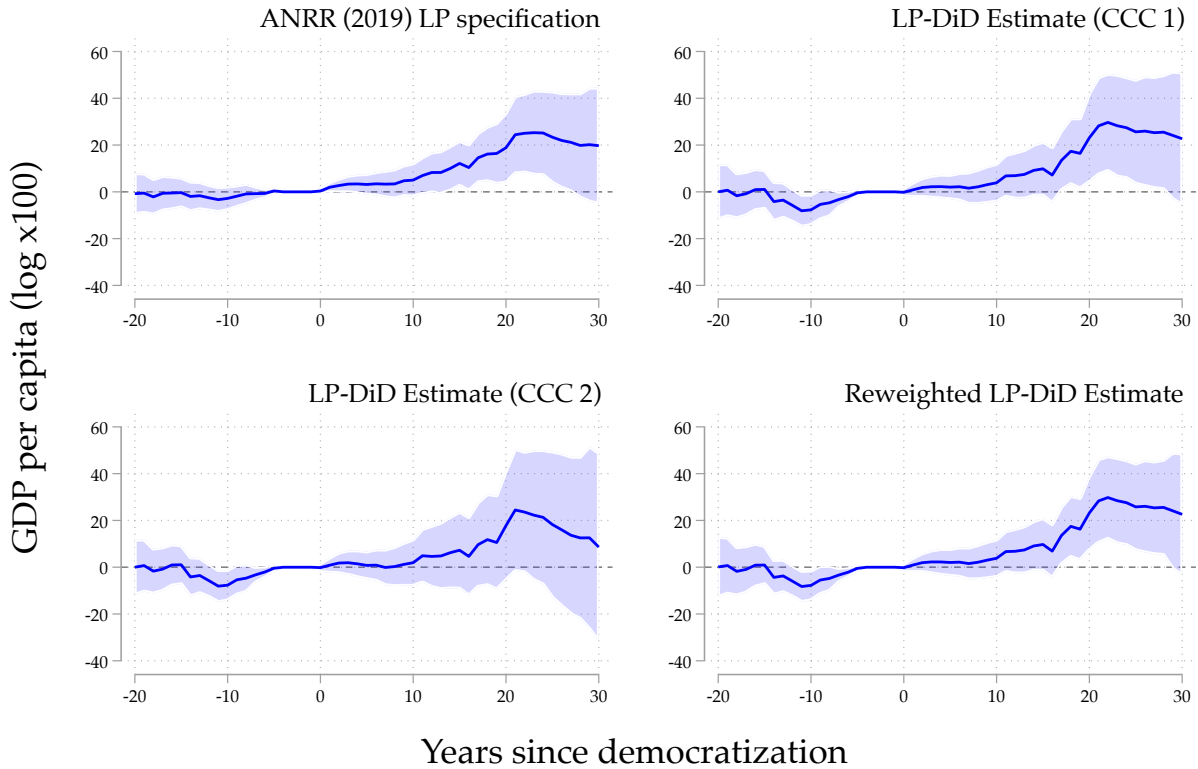 ANRR (2019) LP specification
60
40
20
0
-20
-40
-20 -10 0 10 20 30
LP-DiD Estimate (CCC 1)
60
40
20
0
-20
-40
-20 -10 0 10 20 30
LP-DiD Estimate (CCC 2)
60
40
20
0
-20
-40
-20 -10 0 10 20 30
Reweighted LP-DiD Estimate
60
40
20
0
-20
-40
-20 -10 0 10 20 30
GDP per capita (log x100)
Years since democratization